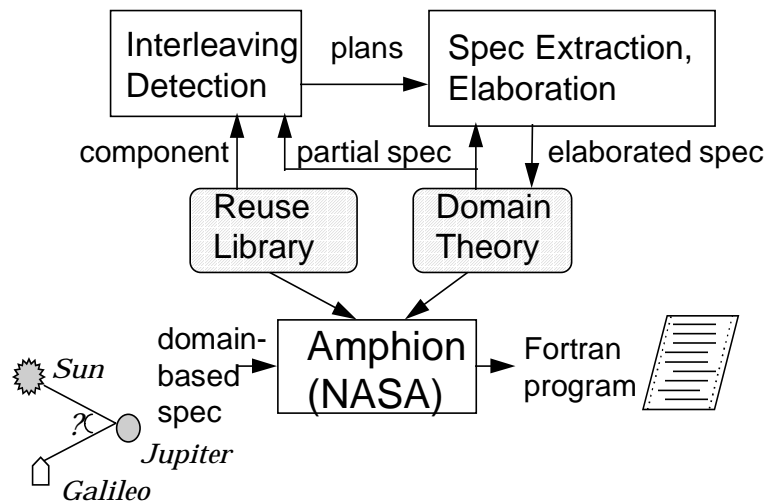 Interleaving
Detection
plans
Spec Extraction,
Elaboration
component
partial spec
elaborated spec
Reuse
Library
Domain
Theory
domain-
based
spec
Amphion
(NASA)
Fortran
program
Sun
?
Jupiter
Galileo